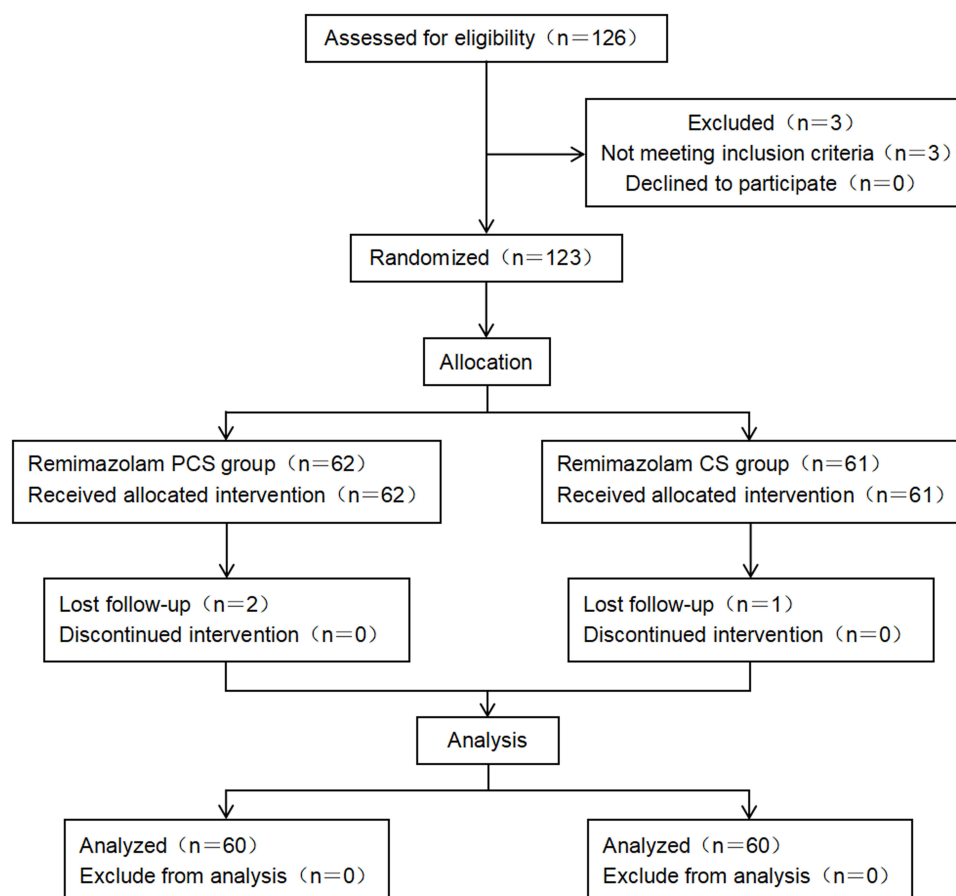 Assessed for eligibility（n＝126）
Excluded（n＝3）
Not meeting inclusion criteria（n＝3）
Declined to participate（n＝0）
Randomized（n＝123）
Allocation
Remimazolam PCS group（n＝62）
Received allocated intervention（n＝62）
Remimazolam CS group（n＝61）
Received allocated intervention（n＝61）
Lost follow-up（n＝2）
Discontinued intervention（n＝0）
Lost follow-up（n＝1）
Discontinued intervention（n＝0）
Analysis
Analyzed（n＝60）
Exclude from analysis（n＝0）
Analyzed（n＝60）
Exclude from analysis（n＝0）